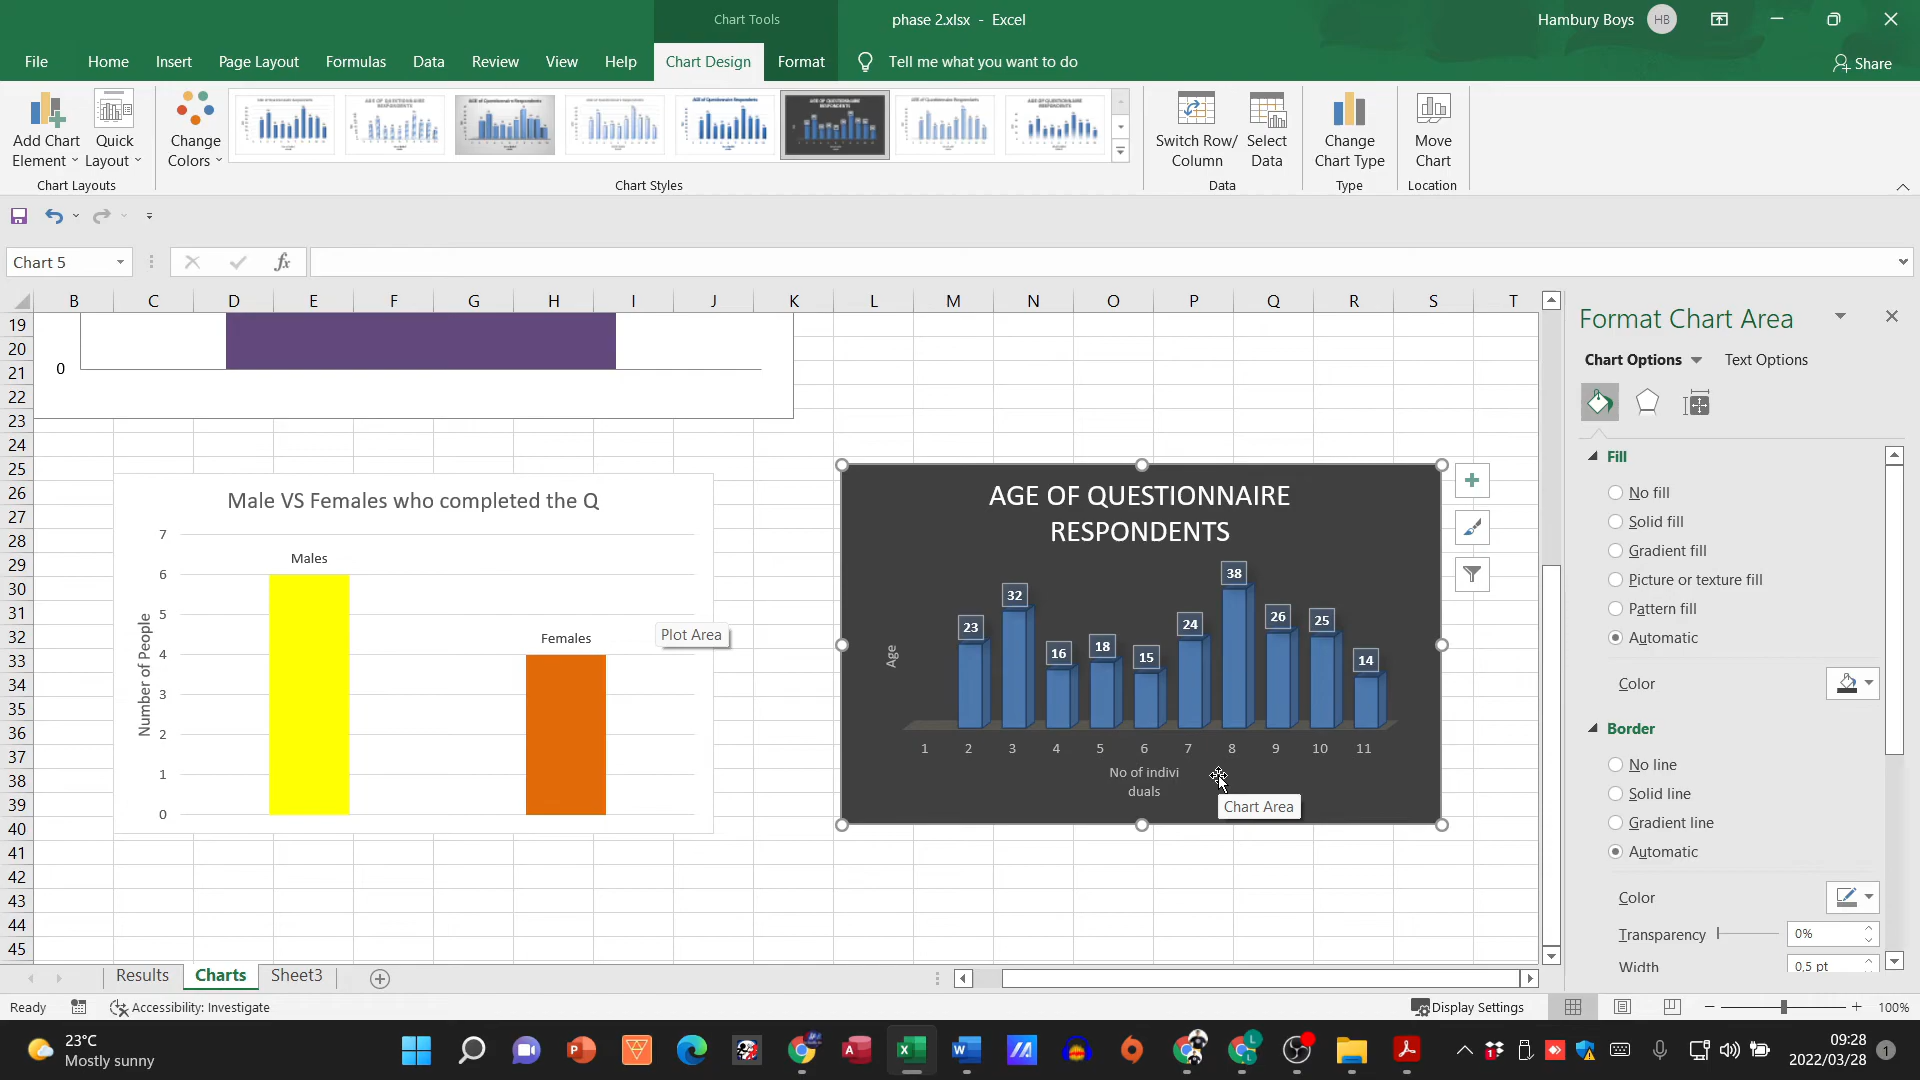 Chart Tools
phase 2.xlsx - Excel
Hambury Boys
HB
File
Home
Insert
Page Layout
Formulas
Data
Review
View
Help
Chart Design
Format
Tell me what you want to do
Share
Add Chart
Element
Quick
Layout
Change
Colors
Switch Row/
Column
Select
Data
Change
Chart Type
Move
Chart
Chart Layouts
Chart Styles
Data
Type
Location
Chart 5
fx
B C D E F G H I J K L M N O P Q R S T
19
20
21
22
23
24
25
26
27
28
29
30
31
32
33
34
35
36
37
38
39
40
41
42
43
44
45
0
Male VS Females who completed the Q
7
6
5
4
3
2
1
0
Number of People
Males
Females
Plot Area
AGE OF QUESTIONNAIRE
RESPONDENTS
Age
23 32 16 18 15 24 38 26 25 14
1 2 3 4 5 6 7 8 9 10 11
No of indivi
duals
Chart Area
Format Chart Area
Chart Options
Text Options
Fill
No fill
Solid fill
Gradient fill
Picture or texture fill
Pattern fill
Automatic
Color
Border
No line
Solid line
Gradient line
Automatic
Color
Transparency
0%
Width
0,5 pt
Results
Charts
Sheet3
Ready
Accessibility: Investigate
Display Settings
100%
23°C
Mostly sunny
09:28
2022/03/28
1